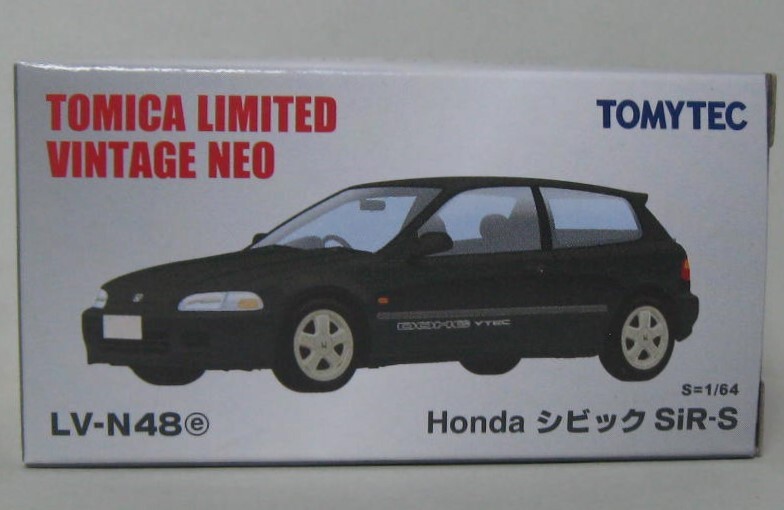 TOMICA LIMITED
VINTAGE NEO
TOMYTEC
DOHC VTEC
S=1/64
LV-N48ⓔ
Honda シビック SiR-S